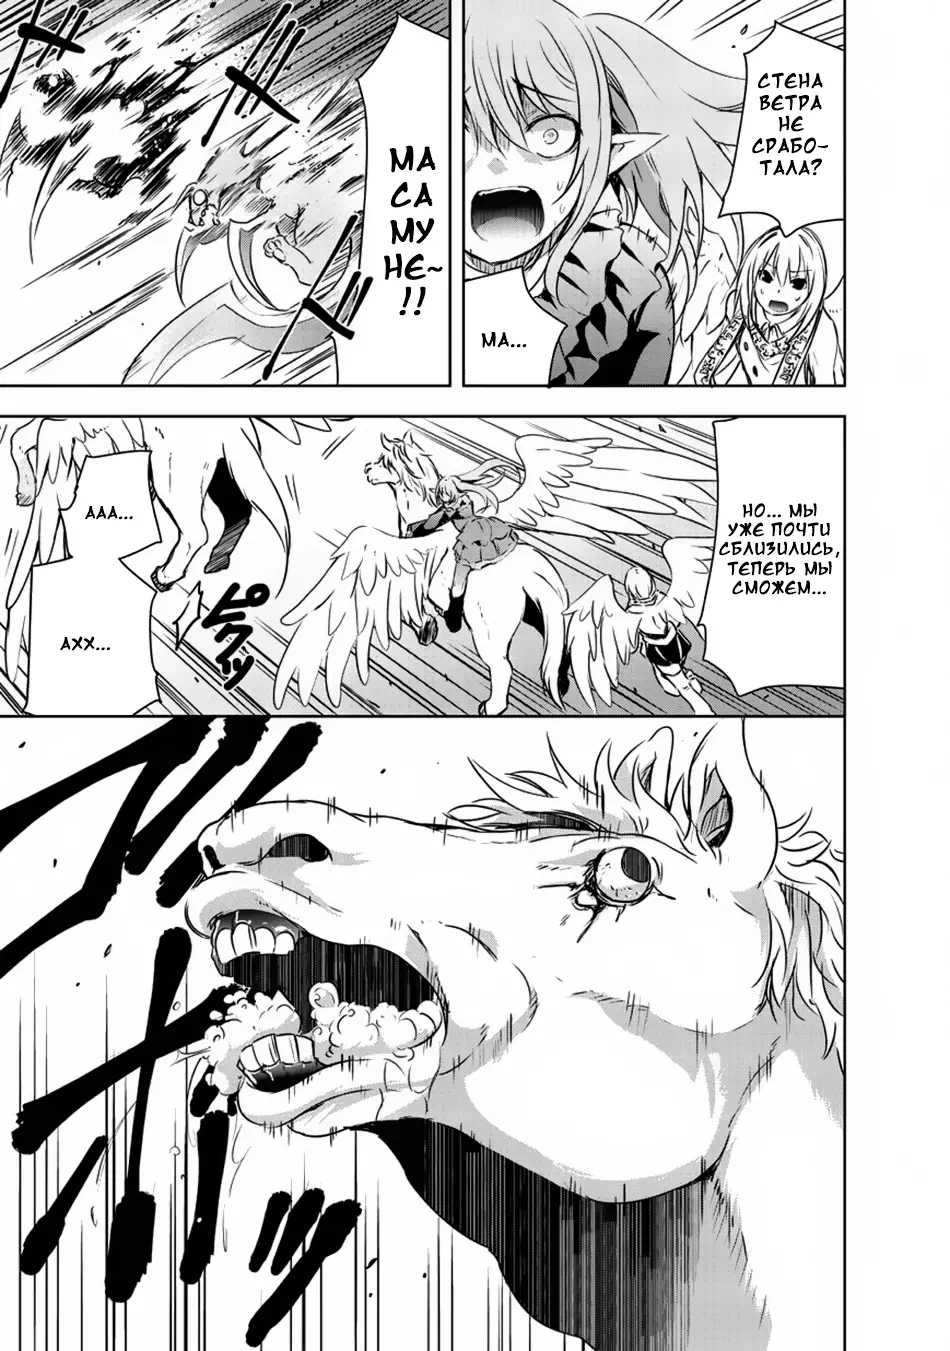 СТЕНА
ВЕТРА
НЕ
СРАБО-
ТАЛА?
МА...
МА
СА
МУ
НЕ~
!!
НО... МЫ
УЖЕ ПОЧТИ
СБЛИЗИЛИСЬ,
ТЕПЕРЬ МЫ
СМОЖЕМ...
ААА...
АХХ...